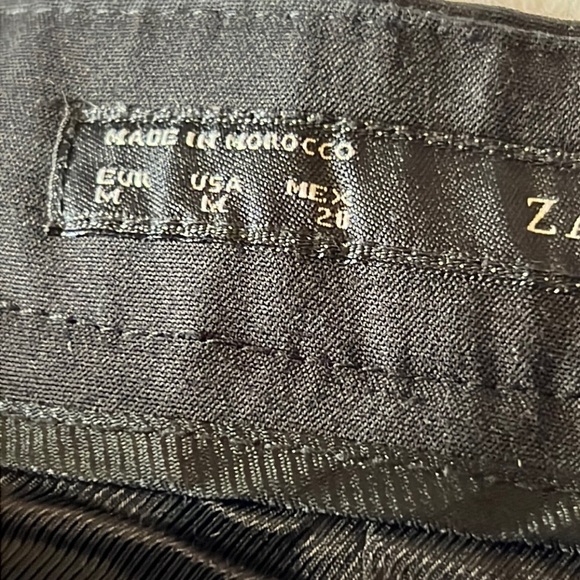 MADE IN MOROCCO
EUR USA MEX
M M 28
ZA